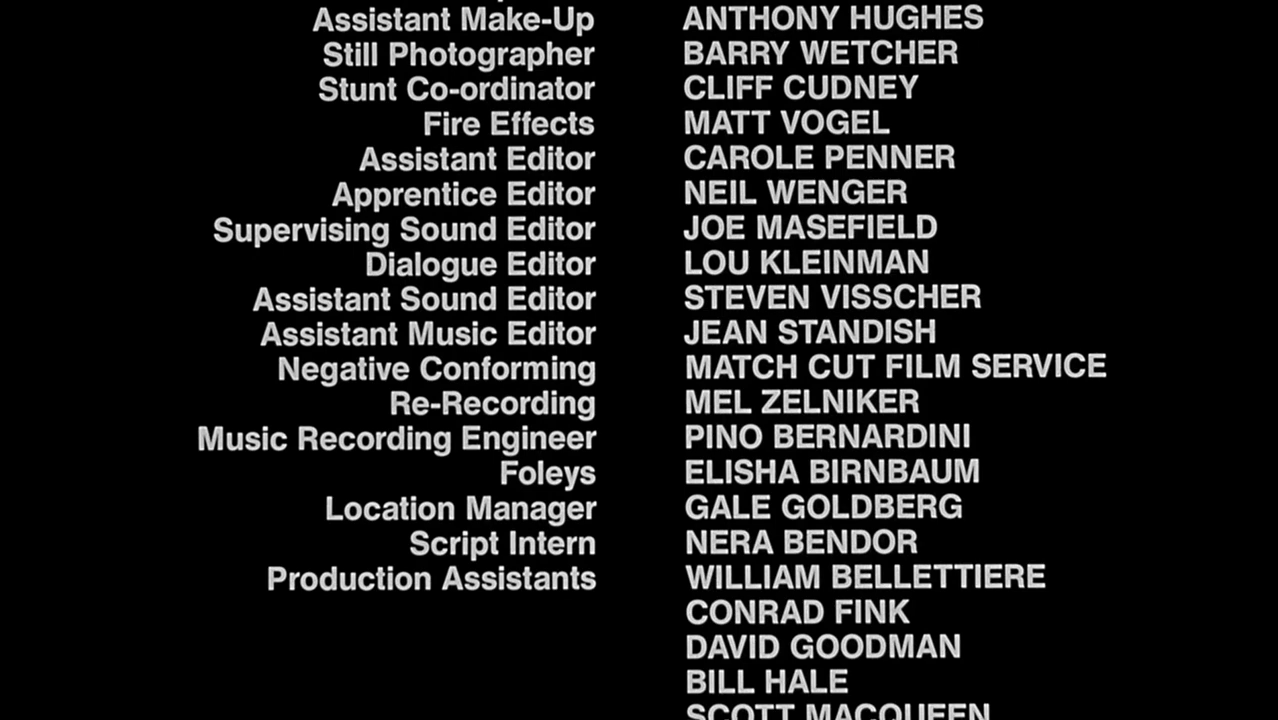 Assistant Make-Up ANTHONY HUGHES
Still Photographer BARRY WETCHER
Stunt Co-ordinator CLIFF CUDNEY
Fire Effects MATT VOGEL
Assistant Editor CAROLE PENNER
Apprentice Editor NEIL WENGER
Supervising Sound Editor JOE MASEFIELD
Dialogue Editor LOU KLEINMAN
Assistant Sound Editor STEVEN VISSCHER
Assistant Music Editor JEAN STANDISH
Negative Conforming MATCH CUT FILM SERVICE
Re-Recording MEL ZELNIKER
Music Recording Engineer PINO BERNARDINI
Foleys ELISHA BIRNBAUM
Location Manager GALE GOLDBERG
Script Intern NERA BENDOR
Production Assistants WILLIAM BELLETTIERE
CONRAD FINK
DAVID GOODMAN
BILL HALE
SCOTT MACQUEEN